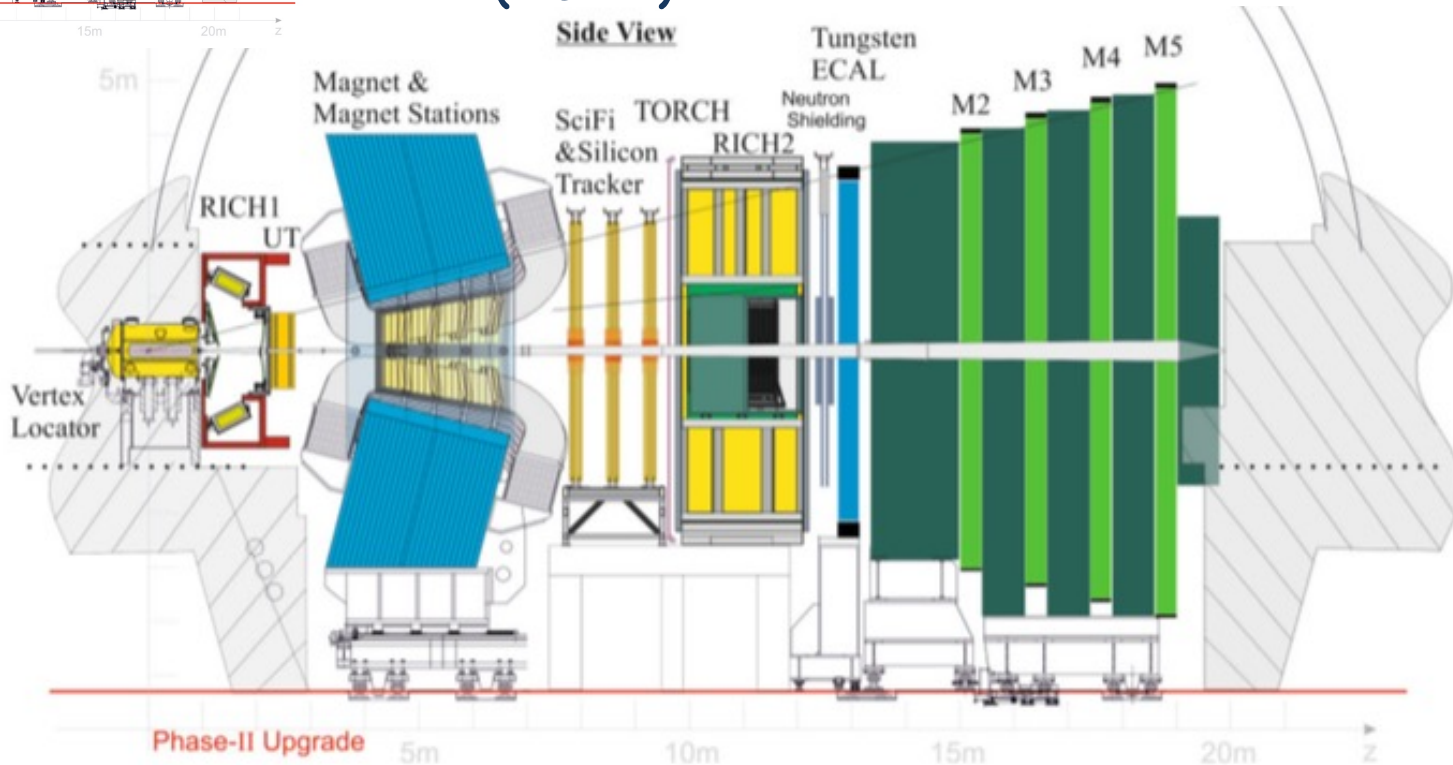 15m 20m z
Side View
5m
Tungsten
ECAL
Neutron
Shielding
M2
M3
M4
M5
Magnet &
Magnet Stations
SciFi
&Silicon
Tracker
TORCH
RICH2
RICH1
UT
Vertex
Locator
Phase-II Upgrade
5m 10m 15m 20m z